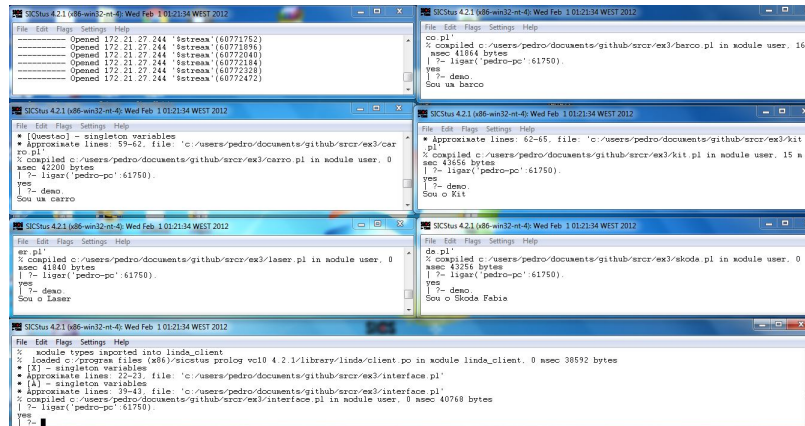 SICStus 4.2.1 (x86-win32-nt-4): Wed Feb 1 01:21:34 WEST 2012
File Edit Flags Settings Help
---------- Opened 172.21.27.244 '$stream'(60771752)
---------- Opened 172.21.27.244 '$stream'(60771896)
---------- Opened 172.21.27.244 '$stream'(60772040)
---------- Opened 172.21.27.244 '$stream'(60772184)
---------- Opened 172.21.27.244 '$stream'(60772328)
---------- Opened 172.21.27.244 '$stream'(60772472)
SICStus 4.2.1 (x86-win32-nt-4): Wed Feb 1 01:21:34 WEST 2012
File Edit Flags Settings Help
co.pl'
% compiled c:/users/pedro/documents/github/srcr/ex3/barco.pl in module user, 16
msec 41864 bytes
| ?- ligar('pedro-pc':61750).
yes
| ?- demo.
Sou um barco
SICStus 4.2.1 (x86-win32-nt-4): Wed Feb 1 01:21:34 WEST 2012
File Edit Flags Settings Help
* [Questao] - singleton variables
* Approximate lines: 59-62, file: 'c:/users/pedro/documents/github/srcr/ex3/car
ro.pl'
% compiled c:/users/pedro/documents/github/srcr/ex3/carro.pl in module user, 0
msec 42200 bytes
| ?- ligar('pedro-pc':61750).
yes
| ?- demo.
Sou um carro
SICStus 4.2.1 (x86-win32-nt-4): Wed Feb 1 01:21:34 WEST 2012
File Edit Flags Settings Help
* Approximate lines: 62-65, file: 'c:/users/pedro/documents/github/srcr/ex3/kit
.pl'
% compiled c:/users/pedro/documents/github/srcr/ex3/kit.pl in module user, 15 m
sec 43656 bytes
| ?- ligar('pedro-pc':61750).
yes
| ?- demo.
Sou o Kit
SICStus 4.2.1 (x86-win32-nt-4): Wed Feb 1 01:21:34 WEST 2012
File Edit Flags Settings Help
er.pl'
% compiled c:/users/pedro/documents/github/srcr/ex3/laser.pl in module user, 0
msec 41840 bytes
| ?- ligar('pedro-pc':61750).
yes
| ?- demo.
Sou o Laser
SICStus 4.2.1 (x86-win32-nt-4): Wed Feb 1 01:21:34 WEST 2012
File Edit Flags Settings Help
da.pl'
% compiled c:/users/pedro/documents/github/srcr/ex3/skoda.pl in module user, 0
msec 43256 bytes
| ?- ligar('pedro-pc':61750).
yes
| ?- demo.
Sou o Skoda Fabia
SICStus 4.2.1 (x86-win32-nt-4): Wed Feb 1 01:21:34 WEST 2012
File Edit Flags Settings Help
% module types imported into linda_client
% loaded c:/program files (x86)/sicstus prolog vc10 4.2.1/library/linda/client.po in module linda_client, 0 msec 38592 bytes
* [X] - singleton variables
* Approximate lines: 22-23, file: 'c:/users/pedro/documents/github/srcr/ex3/interface.pl'
* [A] - singleton variables
* Approximate lines: 39-43, file: 'c:/users/pedro/documents/github/srcr/ex3/interface.pl'
% compiled c:/users/pedro/documents/github/srcr/ex3/interface.pl in module user, 0 msec 40768 bytes
| ?- ligar('pedro-pc':61750).
yes
| ?-